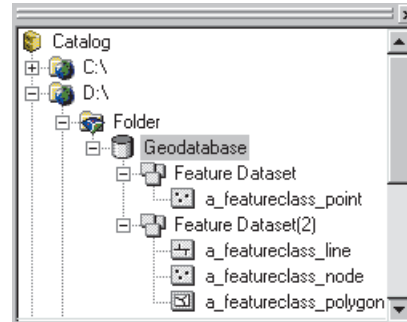 Catalog
C:\
D:\
Folder
Geodatabase
Feature Dataset
a_featureclass_point
Feature Dataset(2)
a_featureclass_line
a_featureclass_node
a_featureclass_polygon